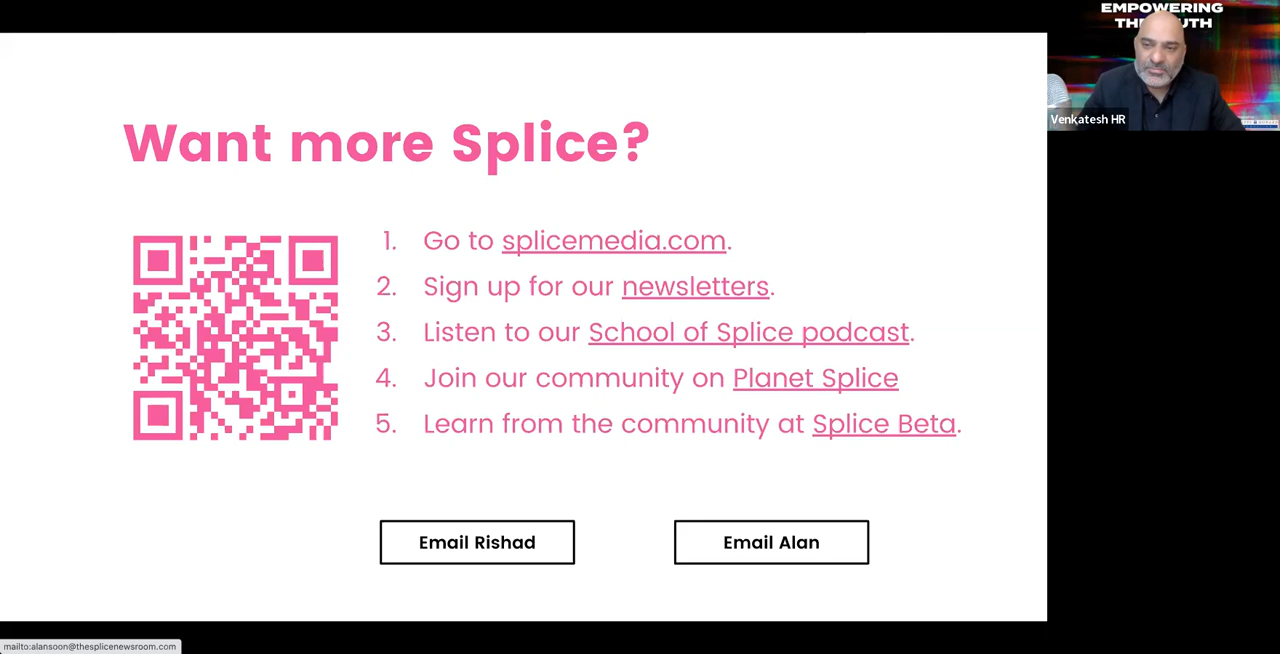 Want more Splice?
1. Go to splicemedia.com.
2. Sign up for our newsletters.
3. Listen to our School of Splice podcast.
4. Join our community on Planet Splice
5. Learn from the community at Splice Beta.
Email Rishad
Email Alan
EMPOWERING
Venkatesh HR
mailto:alansoon@thesplicenewsroom.com